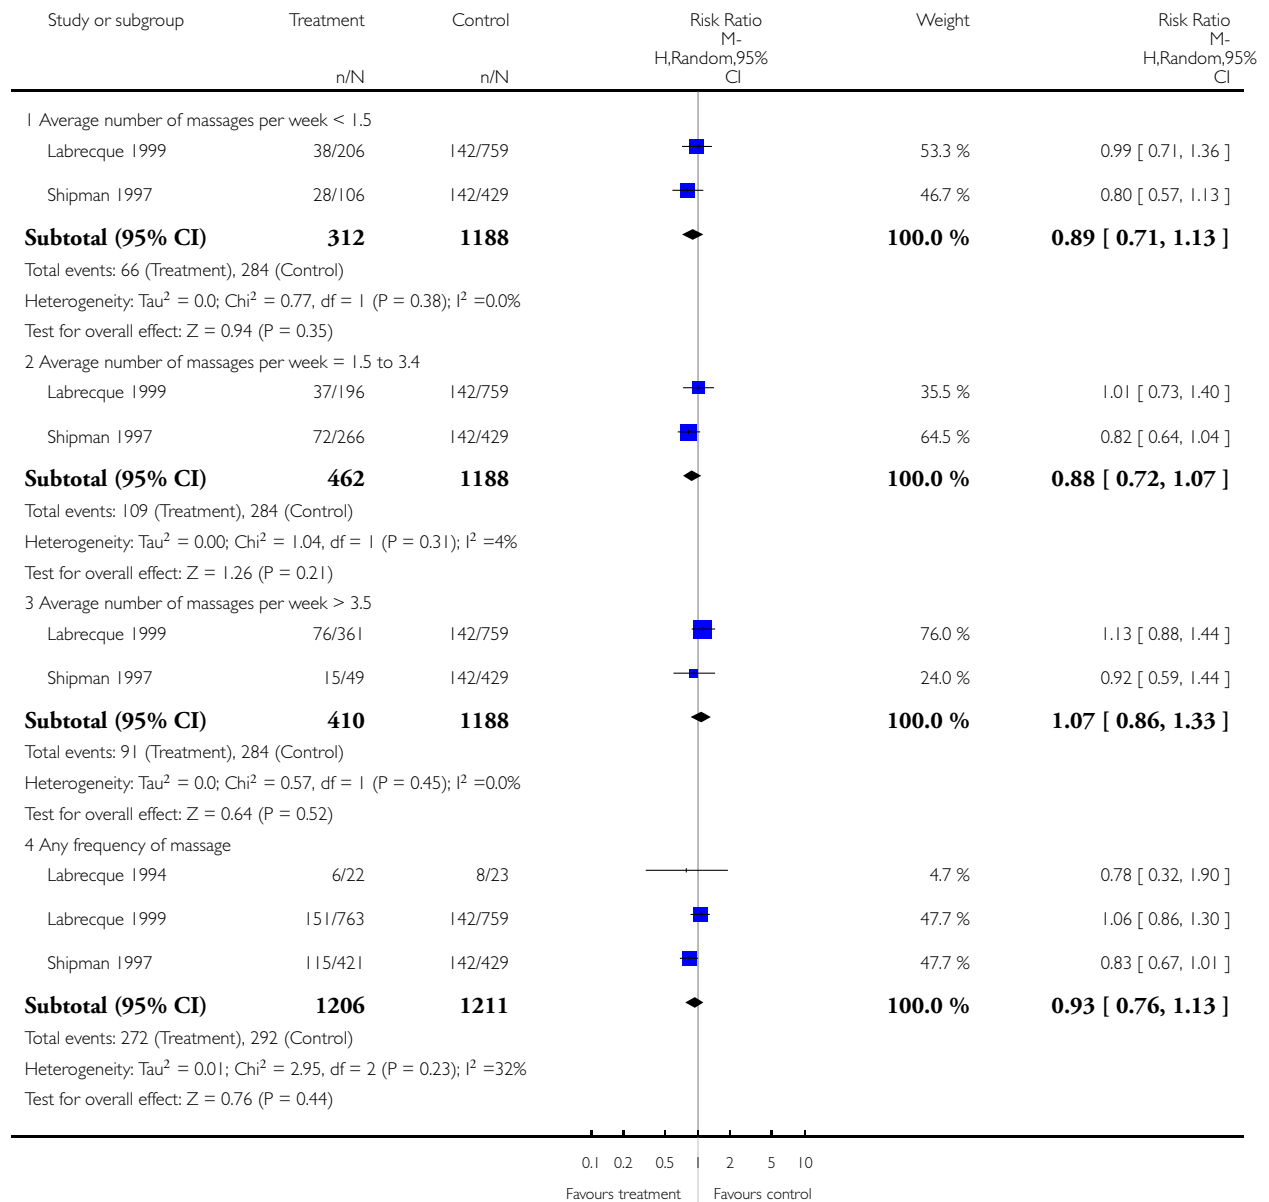 Study or subgroup Treatment Control Risk Ratio Weight Risk Ratio
M- M-
H,Random,95% H,Random,95%
n/N n/N CI CI
1 Average number of massages per week < 1.5
Labrecque 1999 38/206 142/759 53.3 % 0.99 [ 0.71, 1.36 ]
Shipman 1997 28/106 142/429 46.7 % 0.80 [ 0.57, 1.13 ]
Subtotal (95% CI) 312 1188 100.0 % 0.89 [ 0.71, 1.13 ]
Total events: 66 (Treatment), 284 (Control)
Heterogeneity: Tau² = 0.0; Chi² = 0.77, df = 1 (P = 0.38); I² =0.0%
Test for overall effect: Z = 0.94 (P = 0.35)
2 Average number of massages per week = 1.5 to 3.4
Labrecque 1999 37/196 142/759 35.5 % 1.01 [ 0.73, 1.40 ]
Shipman 1997 72/266 142/429 64.5 % 0.82 [ 0.64, 1.04 ]
Subtotal (95% CI) 462 1188 100.0 % 0.88 [ 0.72, 1.07 ]
Total events: 109 (Treatment), 284 (Control)
Heterogeneity: Tau² = 0.00; Chi² = 1.04, df = 1 (P = 0.31); I² =4%
Test for overall effect: Z = 1.26 (P = 0.21)
3 Average number of massages per week > 3.5
Labrecque 1999 76/361 142/759 76.0 % 1.13 [ 0.88, 1.44 ]
Shipman 1997 15/49 142/429 24.0 % 0.92 [ 0.59, 1.44 ]
Subtotal (95% CI) 410 1188 100.0 % 1.07 [ 0.86, 1.33 ]
Total events: 91 (Treatment), 284 (Control)
Heterogeneity: Tau² = 0.0; Chi² = 0.57, df = 1 (P = 0.45); I² =0.0%
Test for overall effect: Z = 0.64 (P = 0.52)
4 Any frequency of massage
Labrecque 1994 6/22 8/23 4.7 % 0.78 [ 0.32, 1.90 ]
Labrecque 1999 151/763 142/759 47.7 % 1.06 [ 0.86, 1.30 ]
Shipman 1997 115/421 142/429 47.7 % 0.83 [ 0.67, 1.01 ]
Subtotal (95% CI) 1206 1211 100.0 % 0.93 [ 0.76, 1.13 ]
Total events: 272 (Treatment), 292 (Control)
Heterogeneity: Tau² = 0.01; Chi² = 2.95, df = 2 (P = 0.23); I² =32%
Test for overall effect: Z = 0.76 (P = 0.44)
0.1 0.2 0.5 1 2 5 10
Favours treatment Favours control